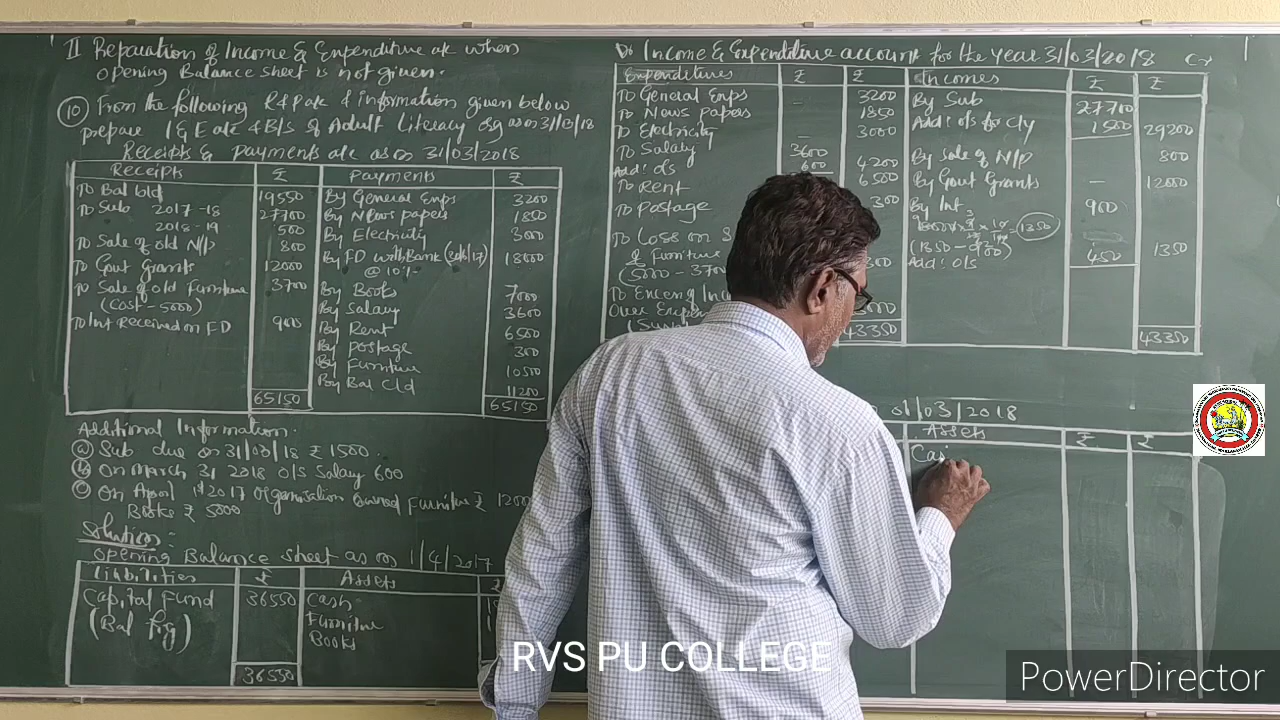 II Preparation of Income & Expenditure a/c when
opening Balance sheet is not given.
10 From the following R & P a/c & information given below
prepare I & E a/c & B/S of Adult Literacy Org as on 31/03/18
Receipts & Payments a/c as on 31/03/2018
Receipts ₹ Payments ₹
To Bal b/d 19550 By General Exps 3200
To Sub 2017-18 27700 By News papers 1850
2018-19 500 By Electricity 3000
To Sale of old N/p 800 By FD with Bank 18000
@ 10%
To Govt Grants 12000 By Books 7000
To Sale of old Furniture 3700 By Salary 3600
(Cost - 5000) By Rent 6500
To Int Received on FD 900 By Postage 300
By Furniture 10500
By Bal C/d 11200
65150 65150
Additional Information.
(a) Sub due on 31/03/18 ₹ 1500.
(b) On March 31 2018 o/s Salary 600
(c) On April 1st 2017 Organisation owned Furniture ₹ 12000
Books ₹ 5000
Solution:-
Opening Balance Sheet as on 1/4/2017
Liabilities ₹ Assets
Capital Fund 36550 Cash
(Bal fig) Furniture
Books
36550
Dr Income & Expenditure account for the year 31/03/2018 Cr
Expenditures ₹ ₹ Incomes ₹ ₹
To General Exps - 3200 By Sub 27700
To News papers 1850 Add: o/s for C/y 1500 29200
To Electricity - 3000
To Salary 3600 By Sale of N/p 800
Add: o/s 600 4200
To Rent 6500 By Govt Grants - 12000
To Postage 300 By Int 900
= 1350
To Loss on (1350 - 900)
of Furniture 300 Add: o/s 450 1350
(5000 - 3700
To Exceng
Over
43350 43350
/03/2018
Assets ₹ ₹
Cas
RVS PU COLLEGE
PowerDirector